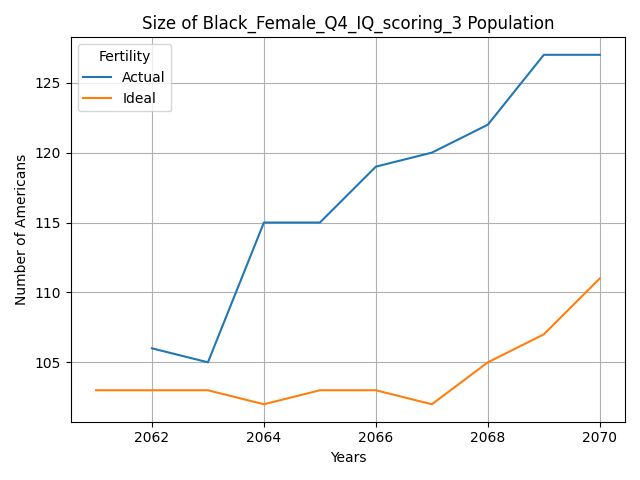 Size of Black_Female_Q4_IQ_scoring_3 Population
Fertility
Actual
Ideal
Number of Americans
125
120
115
110
105
2062 2064 2066 2068 2070
Years